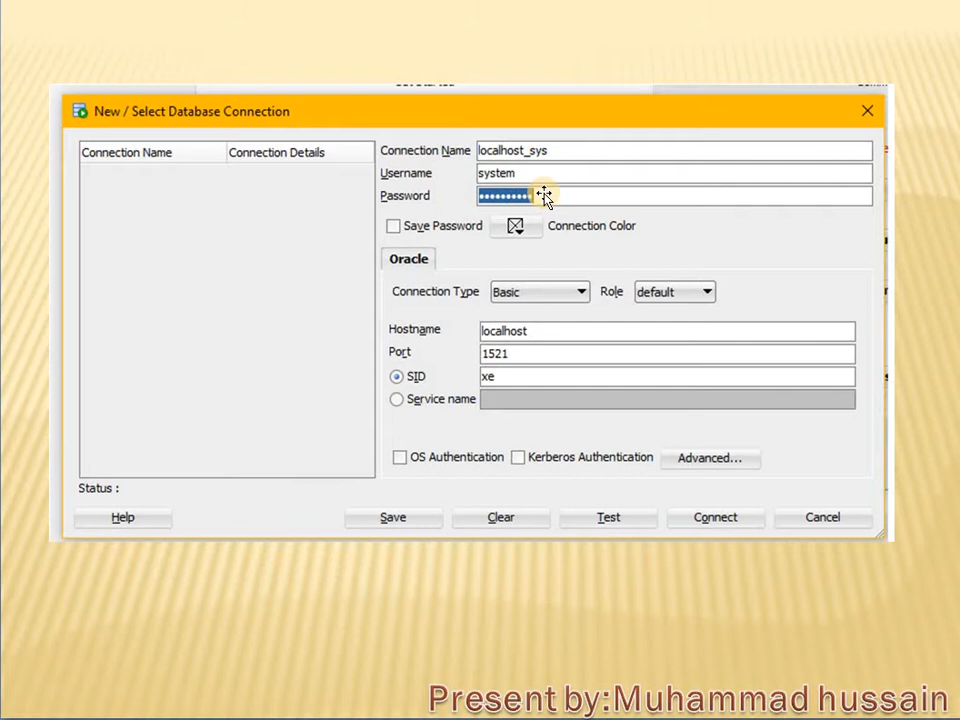 New / Select Database Connection
Connection Name Connection Details
Connection Name localhost_sys
Username system
Password ••••••••••
Save Password Connection Color
Oracle
Connection Type Basic Role default
Hostname localhost
Port 1521
SID xe
Service name
OS Authentication Kerberos Authentication Advanced...
Status :
Help Save Clear Test Connect Cancel
Present by:Muhammad hussain